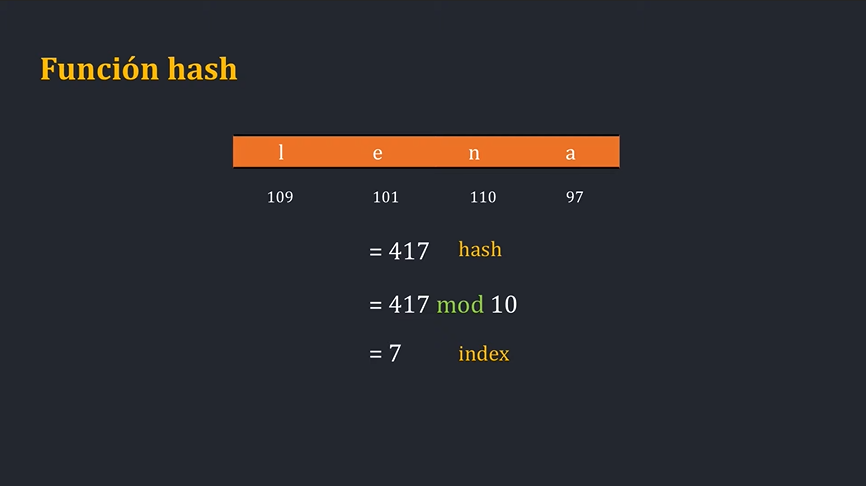 Función hash
l e n a
109 101 110 97
= 417 hash
= 417 mod 10
= 7 index